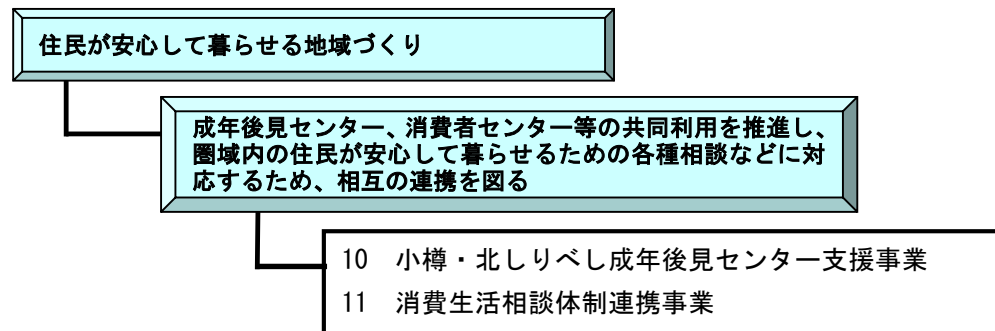 住民が安心して暮らせる地域づくり
成年後見センター、消費者センター等の共同利用を推進し、
圏域内の住民が安心して暮らせるための各種相談などに対
応するため、相互の連携を図る
10　小樽・北しりべし成年後見センター支援事業
11　消費生活相談体制連携事業